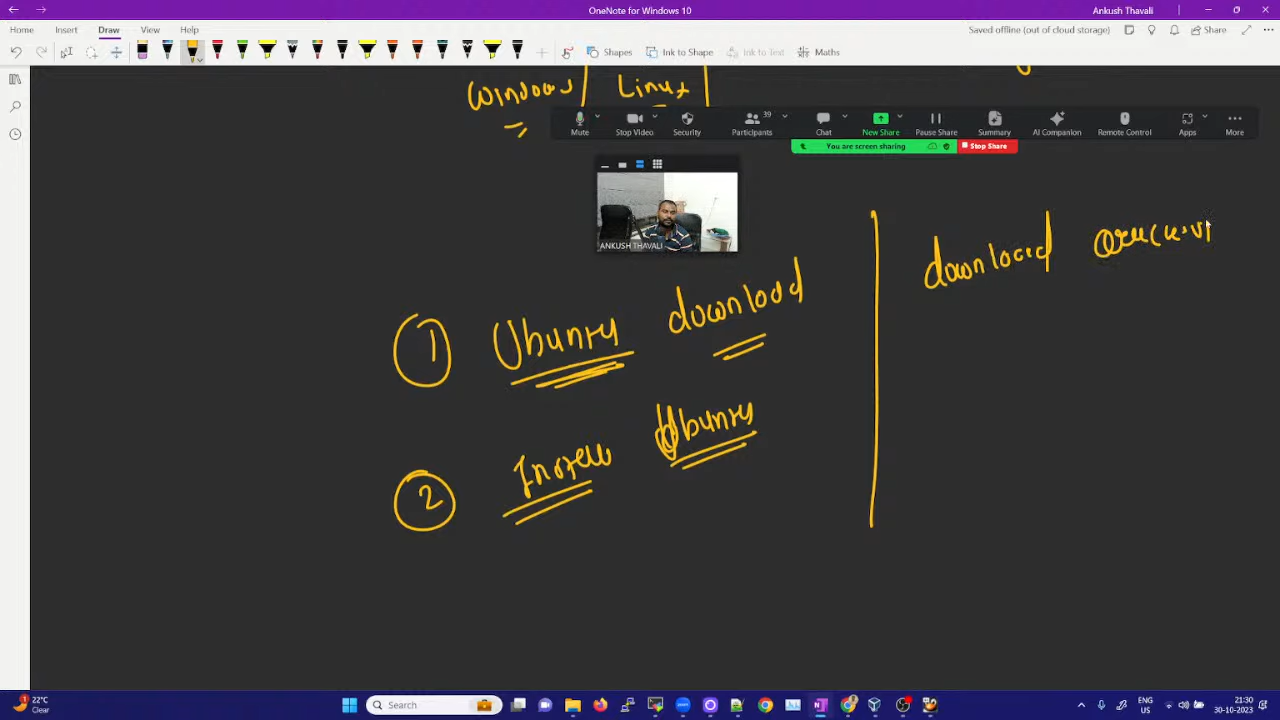 OneNote for Windows 10
Ankush Thavali
Home Insert Draw View Help
Saved offline (out of cloud storage) Share
Shapes Ink to Shape Ink to Text Maths
Windows Linux
Mute Stop Video Security Participants 39 Chat New Share Pause Share Summary AI Companion Remote Control Apps More
You are screen sharing Stop Share
ANKUSH THAVALI
download
1 Ubuntu download
2 Ubuntu
1
22°C
Clear
Search
ENG
US
21:30
30-10-2023